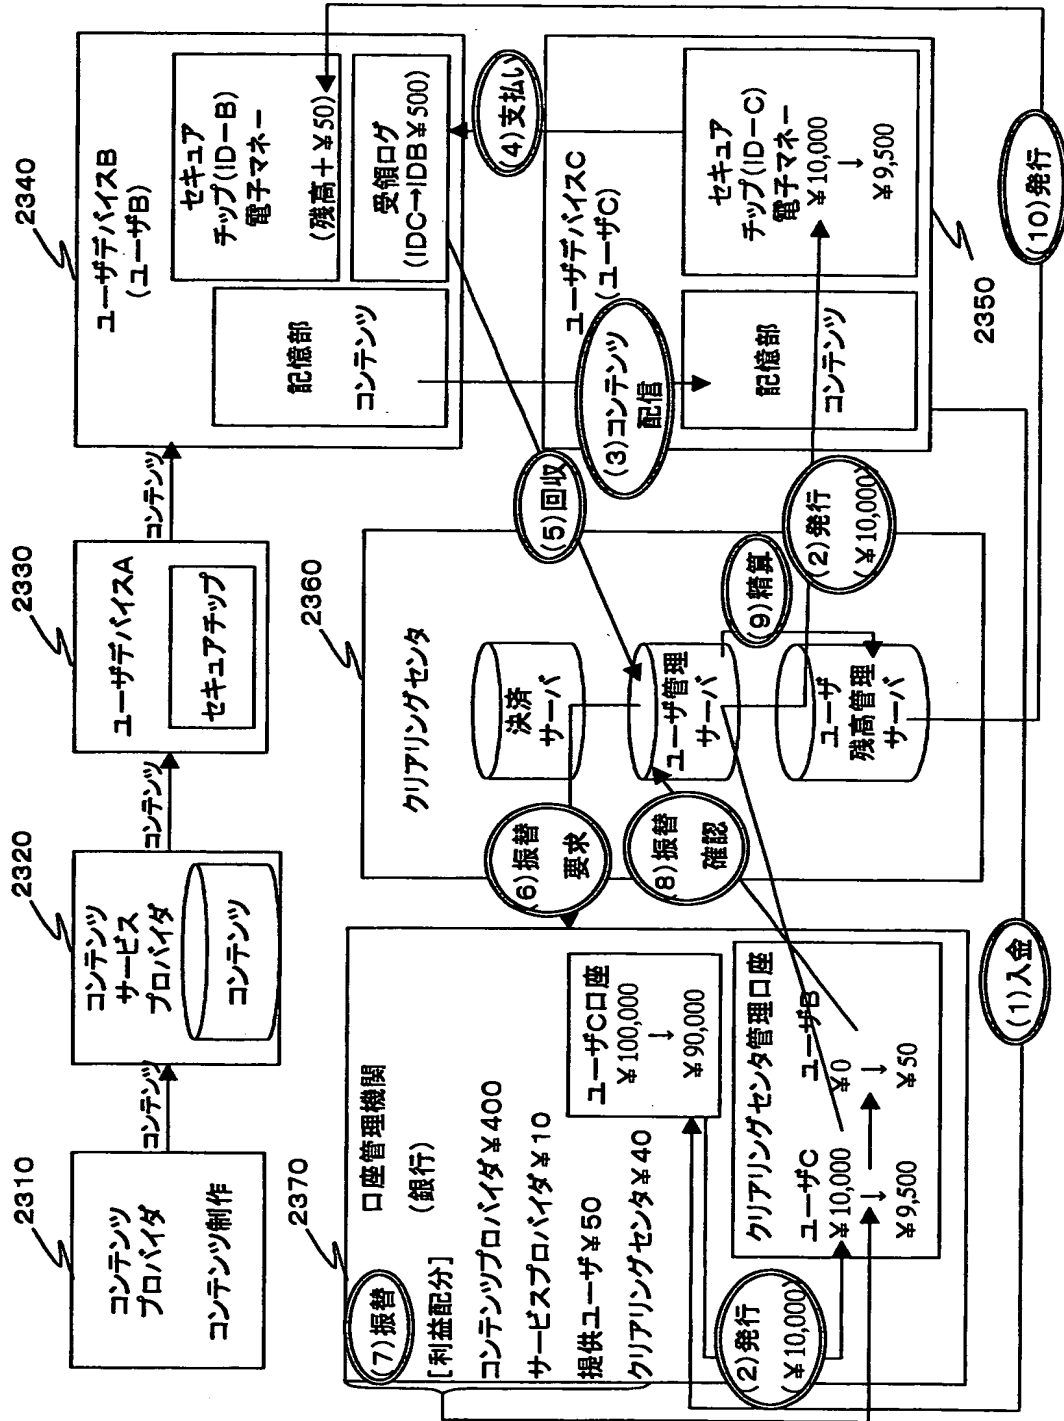 2310
コンテンツ
プロバイダ
コンテンツ制作
コンテンツ
2320
コンテンツ
サービス
プロバイダ
コンテンツ
コンテンツ
2330
ユーザデバイスA
セキュアチップ
コンテンツ
2340
ユーザデバイスB
(ユーザB)
セキュア
チップ(ID-B)
電子マネー
(残高+¥50)
受領ログ
(IDC→IDB¥500)
記憶部
コンテンツ
(4)支払い
(3)コンテンツ
配信
(5)回収
ユーザデバイスC
(ユーザC)
セキュア
チップ(ID-C)
電子マネー
¥10,000
↓
¥9,500
記憶部
コンテンツ
2350
2360
クリアリングセンタ
決済
サーバ
ユーザ管理
サーバ
ユーザ
残高管理
サーバ
(9)精算
(2)発行
(¥10,000)
(6)振替
要求
(8)振替
確認
2370
口座管理機関
(銀行)
(7)振替
[利益配分]
コンテンツプロバイダ¥400
サービスプロバイダ¥10
提供ユーザ¥50
クリアリングセンタ¥40
ユーザC口座
¥100,000
↓
¥90,000
クリアリングセンタ管理口座
ユーザC
¥10,000
↓
¥9,500
ユーザB
¥0
↓
¥50
(2)発行
(¥10,000)
(1)入金
(10)発行